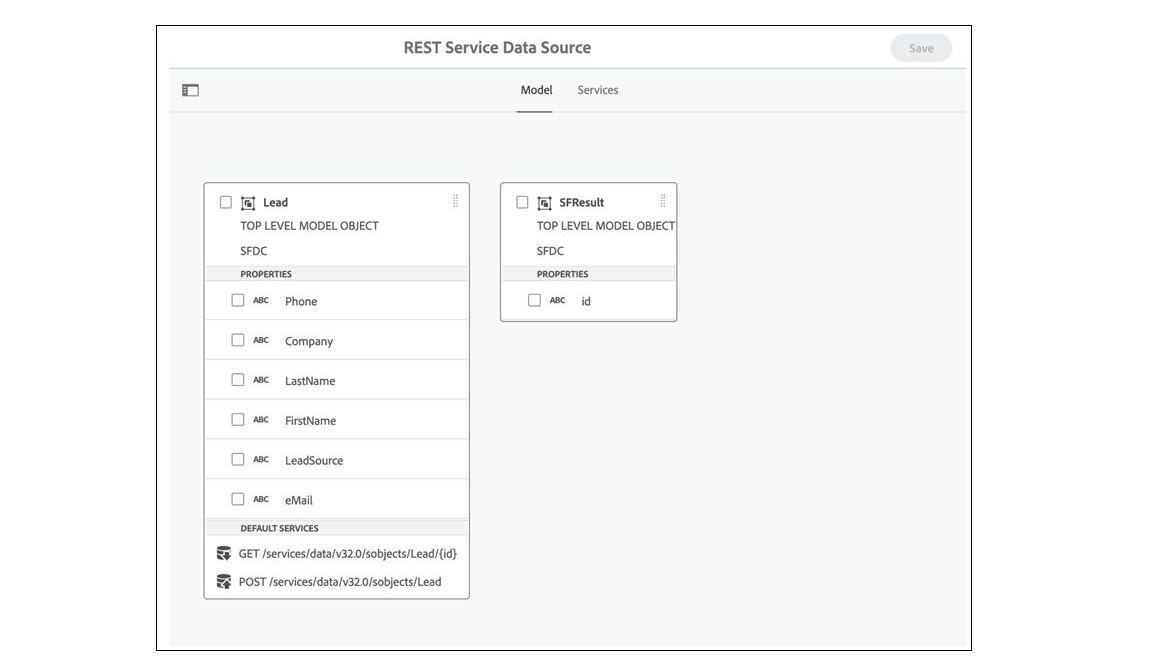 REST Service Data Source
Save
Model Services
Lead
TOP LEVEL MODEL OBJECT
SFDC
PROPERTIES
ABC Phone
ABC Company
ABC LastName
ABC FirstName
ABC LeadSource
ABC eMail
DEFAULT SERVICES
GET /services/data/v32.0/sobjects/Lead/{id}
POST /services/data/v32.0/sobjects/Lead
SFResult
TOP LEVEL MODEL OBJECT
SFDC
PROPERTIES
ABC id